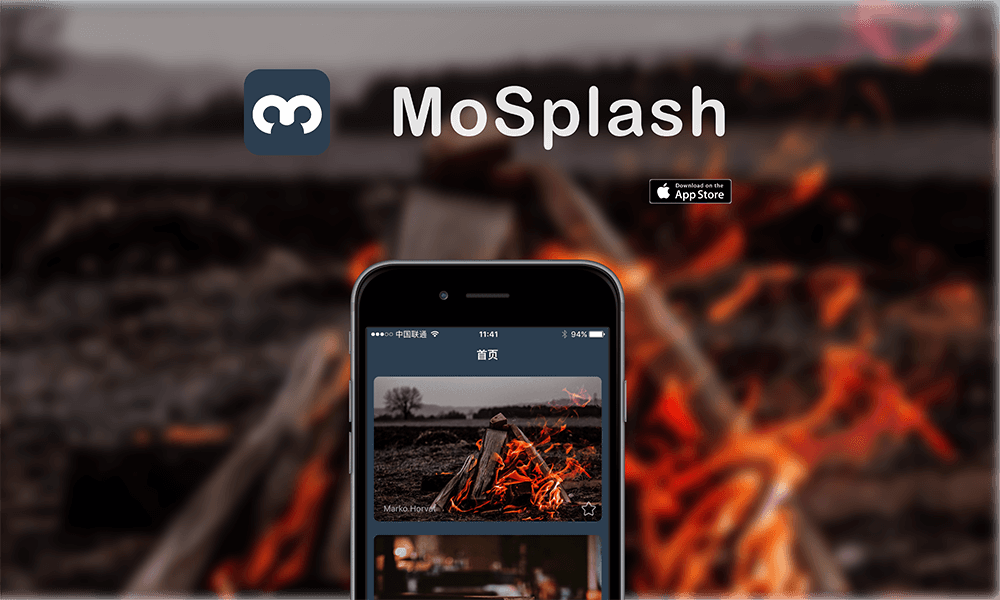 MoSplash
Download on the
App Store
中国联通
11:41
94%
首页
Marko Horvat